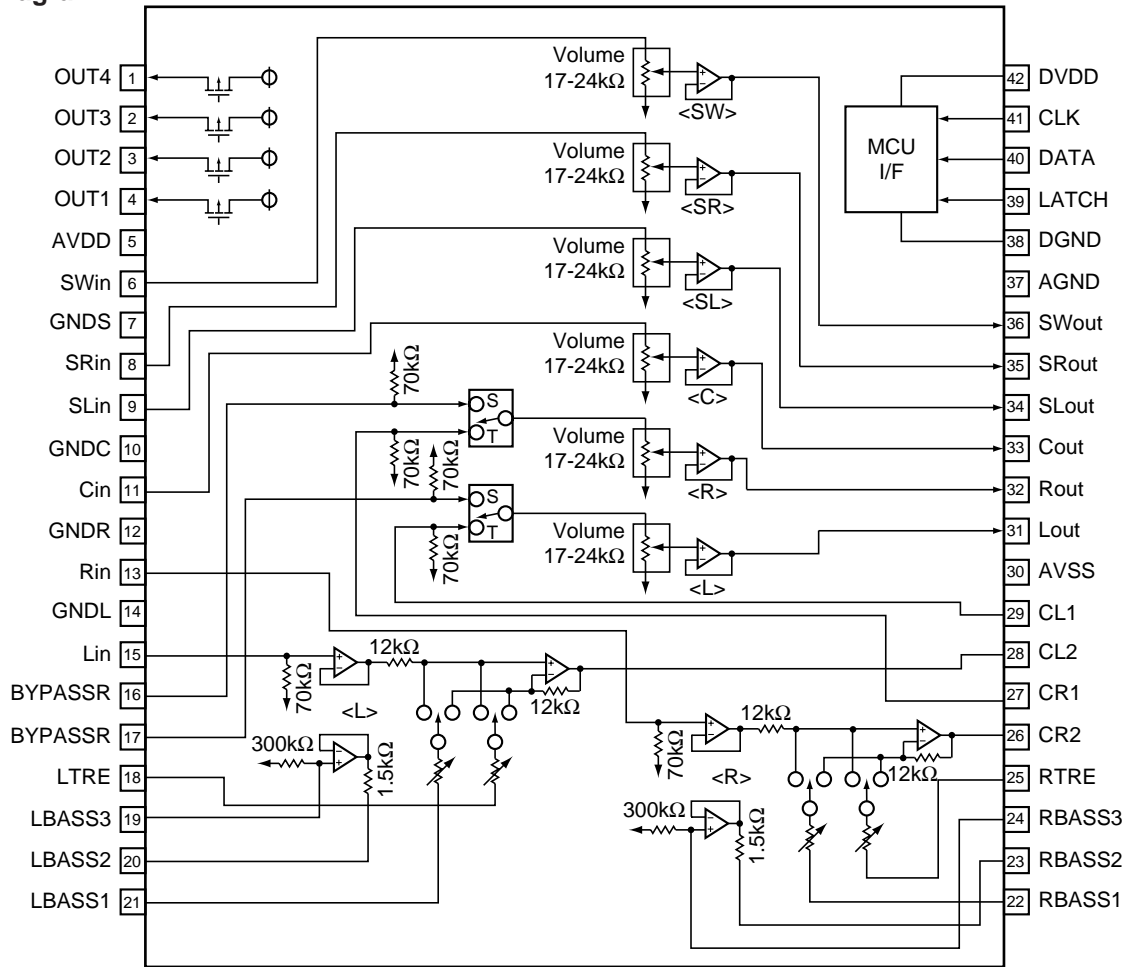 OUT4 1
OUT3 2
OUT2 3
OUT1 4
AVDD 5
SWin 6
GNDS 7
SRin 8
SLin 9
GNDC 10
Cin 11
GNDR 12
Rin 13
GNDL 14
Lin 15
BYPASSR 16
BYPASSR 17
LTRE 18
LBASS3 19
LBASS2 20
LBASS1 21
Volume
17-24kΩ
<SW>
Volume
17-24kΩ
<SR>
Volume
17-24kΩ
<SL>
Volume
17-24kΩ
<C>
70kΩ
S
T
70kΩ
70kΩ
Volume
17-24kΩ
<R>
S
T
70kΩ
Volume
17-24kΩ
<L>
70kΩ
<L>
12kΩ
12kΩ
300kΩ
1.5kΩ
70kΩ
<R>
12kΩ
12kΩ
300kΩ
1.5kΩ
MCU
I/F
42 DVDD
41 CLK
40 DATA
39 LATCH
38 DGND
37 AGND
36 SWout
35 SRout
34 SLout
33 Cout
32 Rout
31 Lout
30 AVSS
29 CL1
28 CL2
27 CR1
26 CR2
25 RTRE
24 RBASS3
23 RBASS2
22 RBASS1